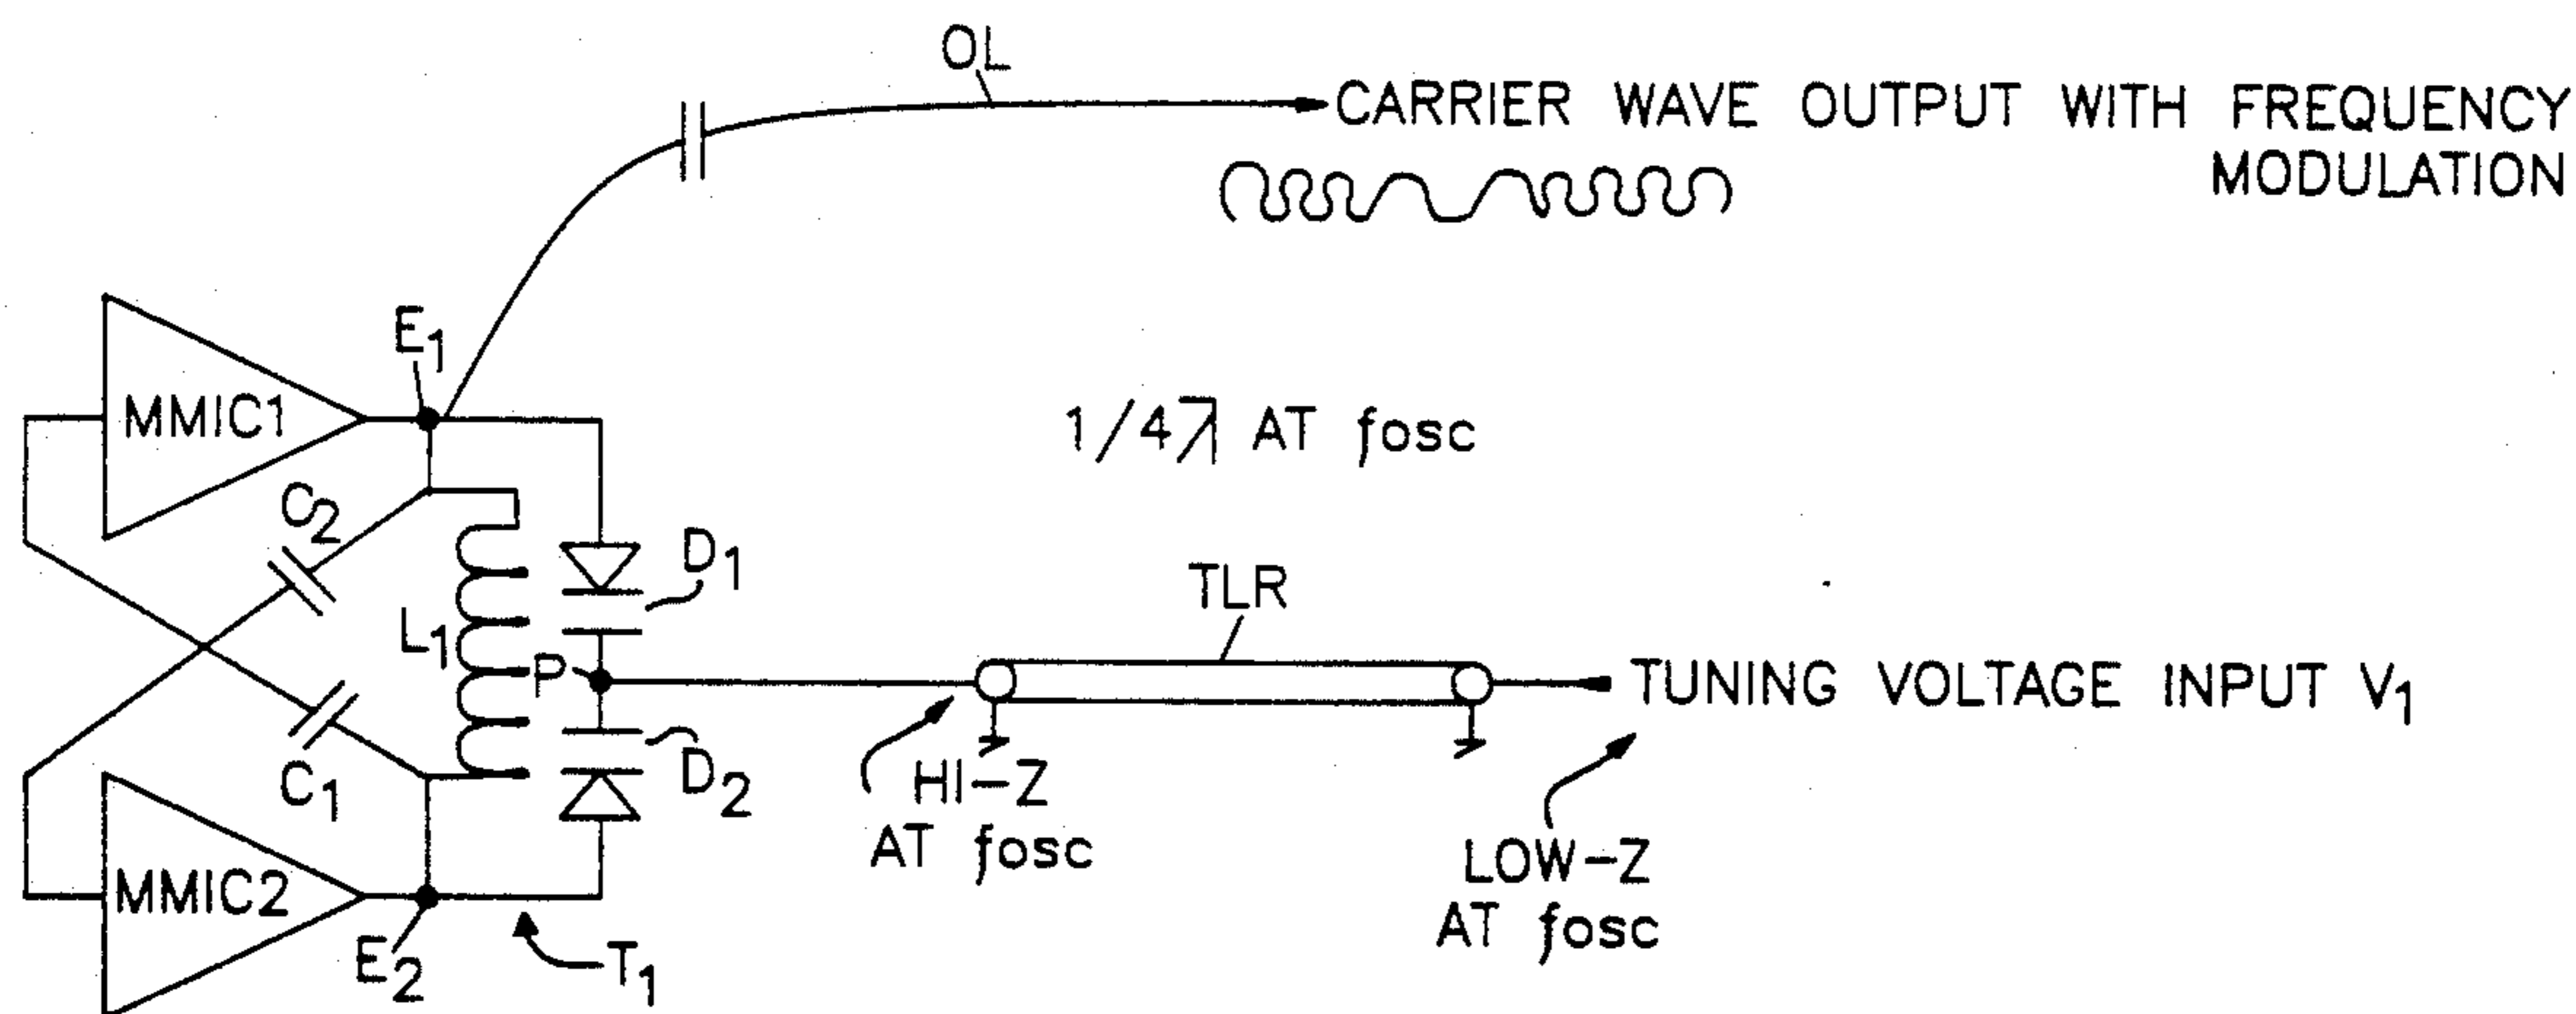 OL
CARRIER WAVE OUTPUT WITH FREQUENCY
MODULATION
E1
MMIC1
1/4λ AT fosc
C2
D1
L1
TLR
P
TUNING VOLTAGE INPUT V1
C1
D2
HI-Z
AT fosc
LOW-Z
AT fosc
MMIC2
E2
T1